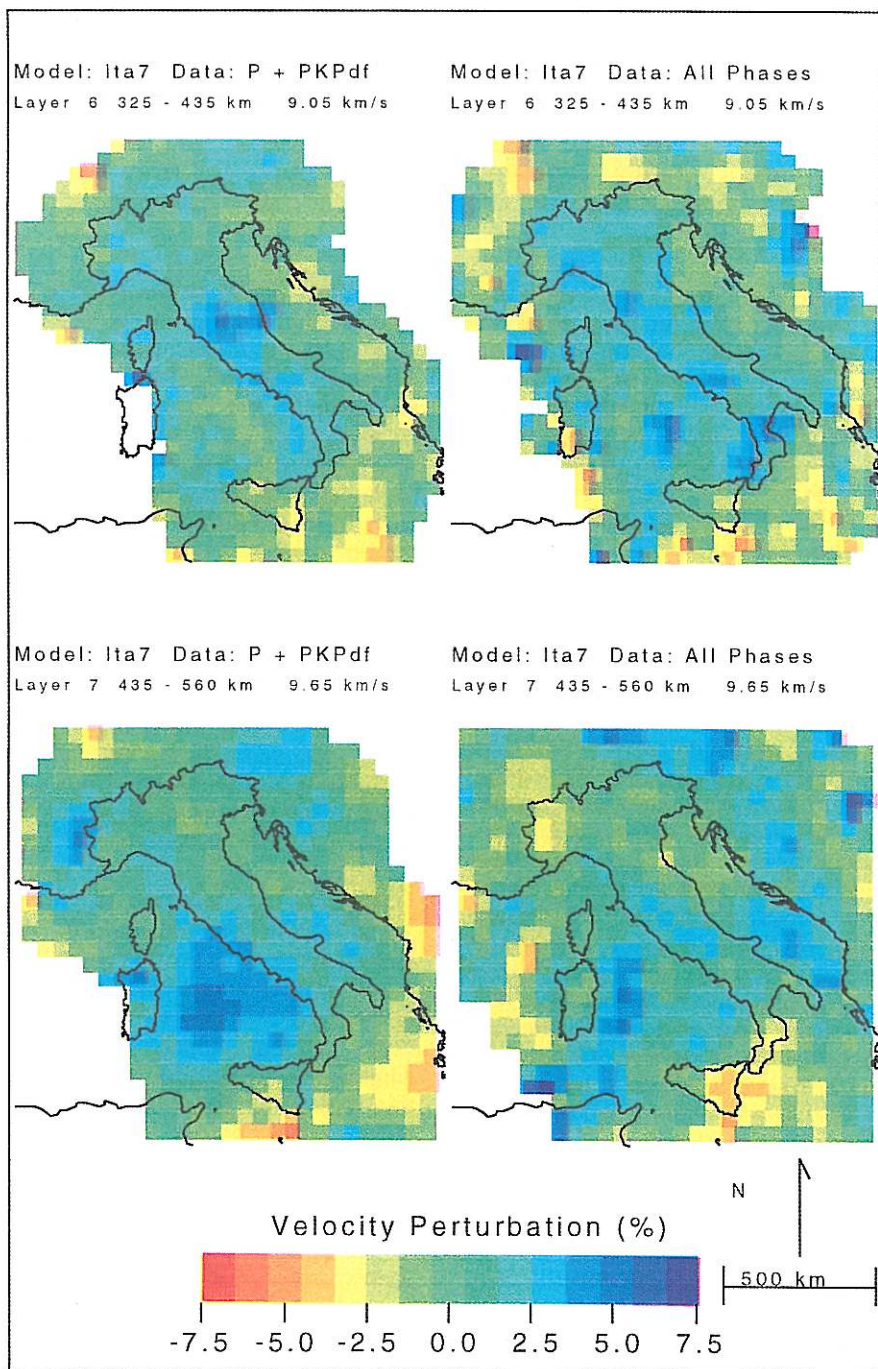 Model: Ita7 Data: P + PKPdf
Layer 6 325 - 435 km 9.05 km/s
Model: Ita7 Data: All Phases
Layer 6 325 - 435 km 9.05 km/s
Model: Ita7 Data: P + PKPdf
Layer 7 435 - 560 km 9.65 km/s
Model: Ita7 Data: All Phases
Layer 7 435 - 560 km 9.65 km/s
N
Velocity Perturbation (%)
500 km
-7.5 -5.0 -2.5 0.0 2.5 5.0 7.5